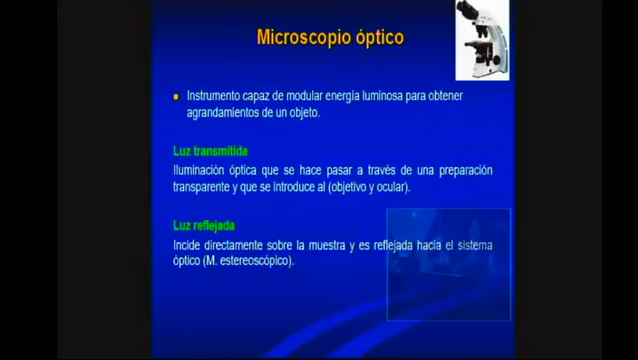 Microscopio óptico
Instrumento capaz de modular energía luminosa para obtener
agrandamientos de un objeto.
Luz transmitida
Iluminación óptica que se hace pasar a través de una preparación
transparente y que se introduce al (objetivo y ocular).
Luz reflejada
Incide directamente sobre la muestra y es reflejada hacia el sistema
óptico (M. estereoscópico).